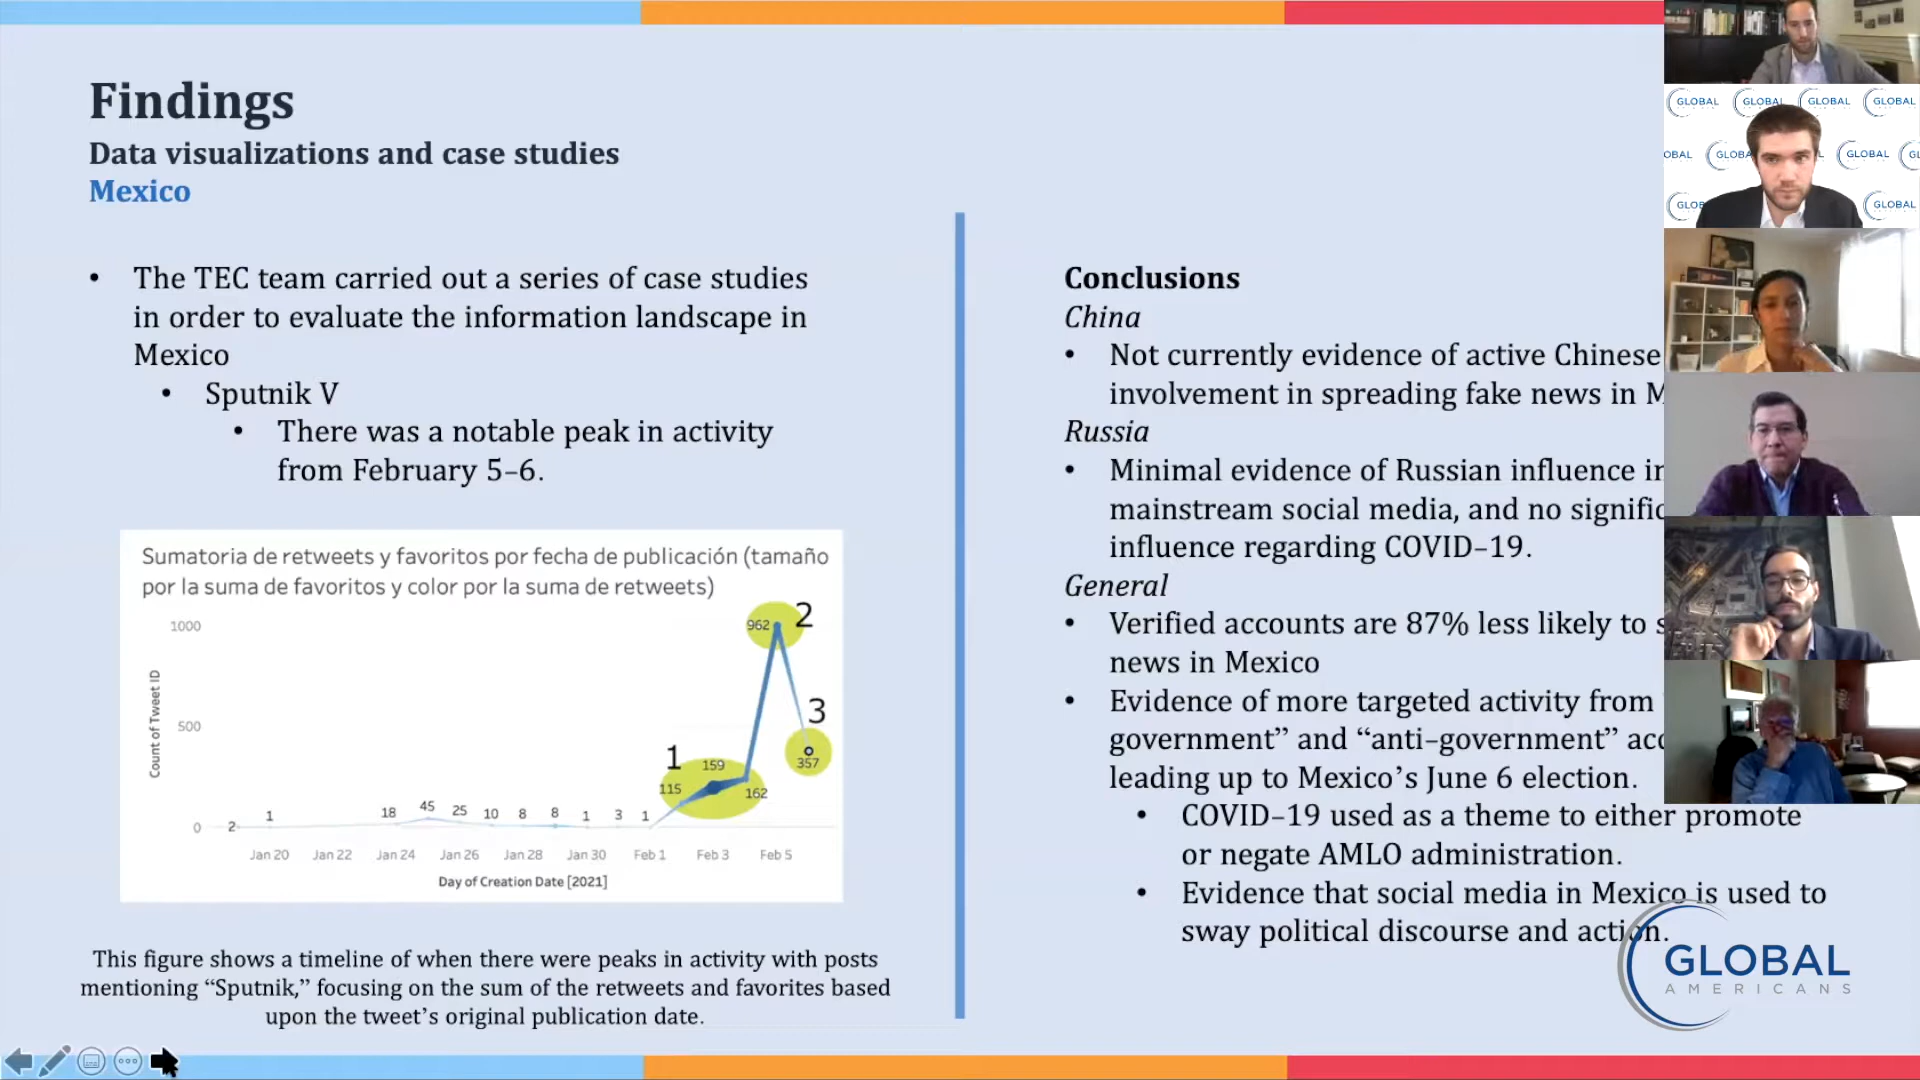 Findings
Data visualizations and case studies
Mexico
• The TEC team carried out a series of case studies
in order to evaluate the information landscape in
Mexico
• Sputnik V
• There was a notable peak in activity
from February 5–6.
Sumatoria de retweets y favoritos por fecha de publicación (tamaño
por la suma de favoritos y color por la suma de retweets)
Count of Tweet ID
1000
500
0
2
1
18
45
25
10
8
8
1
3
1
115
159
162
962
357
1
2
3
Jan 20
Jan 22
Jan 24
Jan 26
Jan 28
Jan 30
Feb 1
Feb 3
Feb 5
Day of Creation Date [2021]
This figure shows a timeline of when there were peaks in activity with posts
mentioning “Sputnik,” focusing on the sum of the retweets and favorites based
upon the tweet’s original publication date.
Conclusions
China
• Not currently evidence of active Chinese
involvement in spreading fake news in
Russia
• Minimal evidence of Russian influence in
mainstream social media, and no
influence regarding COVID–19.
General
• Verified accounts are 87% less likely to
news in Mexico
• Evidence of more targeted activity from
government” and “anti–government”
leading up to Mexico’s June 6 election.
• COVID–19 used as a theme to either promote
or negate AMLO administration.
• Evidence that social media in Mexico is used to
sway political discourse and action.
GLOBAL
AMERICANS
GLOBAL
GLOBAL
GLOBAL
GLOBAL
GLOBAL
GLOBAL